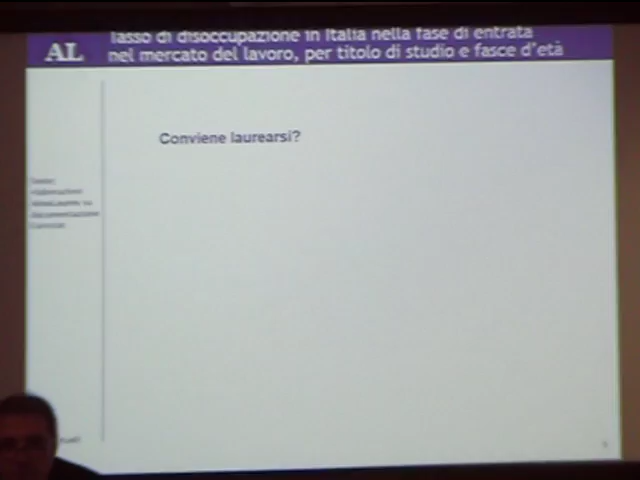 AL
Tasso di disoccupazione in Italia nella fase di entrata
nel mercato del lavoro, per titolo di studio e fasce d'età
Conviene laurearsi?